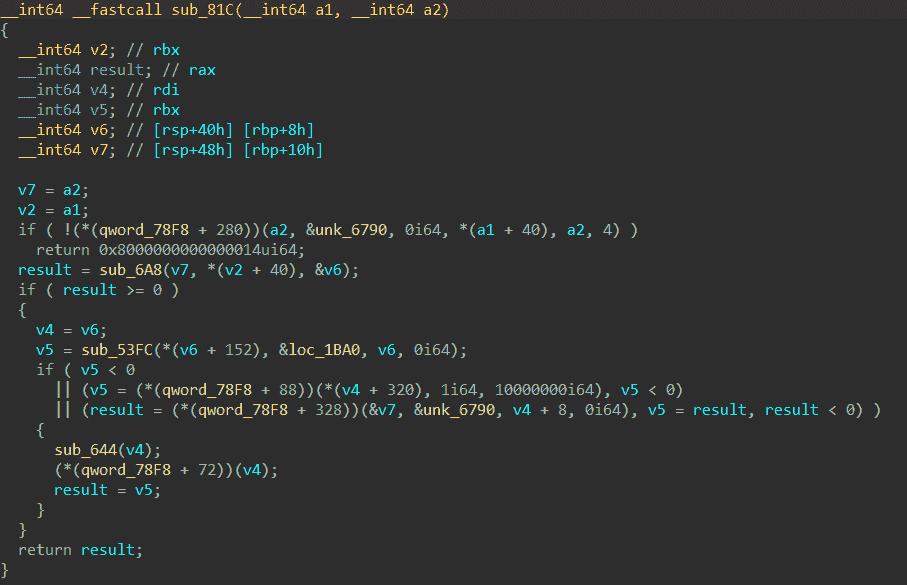 __int64 __fastcall sub_81C(__int64 a1, __int64 a2)
{
  __int64 v2; // rbx
  __int64 result; // rax
  __int64 v4; // rdi
  __int64 v5; // rbx
  __int64 v6; // [rsp+40h] [rbp+8h]
  __int64 v7; // [rsp+48h] [rbp+10h]

  v7 = a2;
  v2 = a1;
  if ( !(*(qword_78F8 + 280))(a2, &unk_6790, 0i64, *(a1 + 40), a2, 4) )
    return 0x8000000000000014ui64;
  result = sub_6A8(v7, *(v2 + 40), &v6);
  if ( result >= 0 )
  {
    v4 = v6;
    v5 = sub_53FC(*(v6 + 152), &loc_1BA0, v6, 0i64);
    if ( v5 < 0
      || (v5 = (*(qword_78F8 + 88))(*(v4 + 320), 1i64, 10000000i64), v5 < 0)
      || (result = (*(qword_78F8 + 328))(&v7, &unk_6790, v4 + 8, 0i64), v5 = result, result < 0) )
    {
      sub_644(v4);
      (*(qword_78F8 + 72))(v4);
      result = v5;
    }
  }
  return result;
}